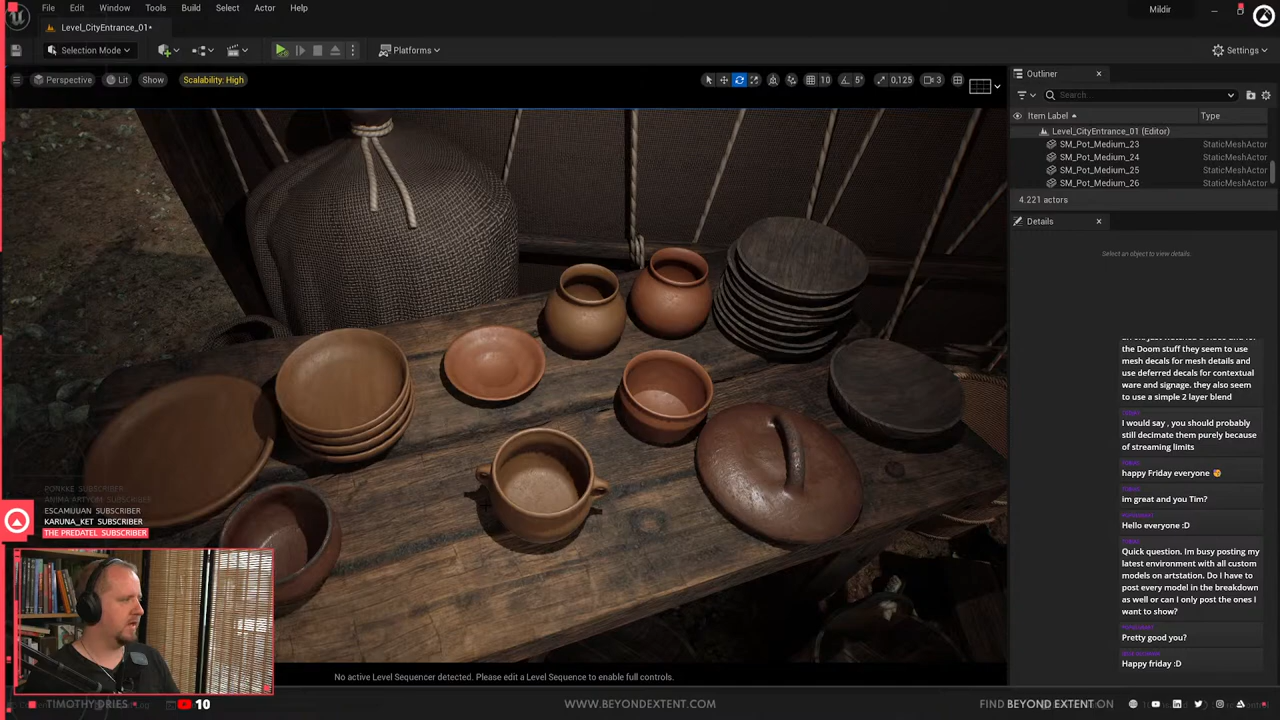 File Edit Window Tools Build Select Actor Help
Mildir
Level_CityEntrance_01*
Selection Mode
Platforms
Settings
Perspective
Lit
Show
Scalability: High
10
5°
0,125
3
Outliner
Search...
Item Label
Type
Level_CityEntrance_01 (Editor)
SM_Pot_Medium_23 StaticMeshActor
SM_Pot_Medium_24 StaticMeshActor
SM_Pot_Medium_25 StaticMeshActor
SM_Pot_Medium_26 StaticMeshActor
4.221 actors
Details
Select an object to view details.
the Doom stuff they seem to use
mesh decals for mesh details and
use deferred decals for contextual
ware and signage. they also seem
to use a simple 2 layer blend
I would say , you should probably
still decimate them purely because
of streaming limits
happy Friday everyone
im great and you Tim?
Hello everyone :D
Quick question. Im busy posting my
latest environment with all custom
models on artstation. Do I have to
post every model in the breakdown
as well or can I only post the ones I
want to show?
Pretty good you?
Happy friday :D
PORKKE SUBSCRIBER
ANIMA ARTYOM SUBSCRIBER
ESCAMIJUAN SUBSCRIBER
KARUNA_KET SUBSCRIBER
THE PREDATEL SUBSCRIBER
No active Level Sequencer detected. Please edit a Level Sequence to enable full controls.
TIMOTHY DRIES
10
WWW.BEYONDEXTENT.COM
FIND BEYOND EXTENT ON